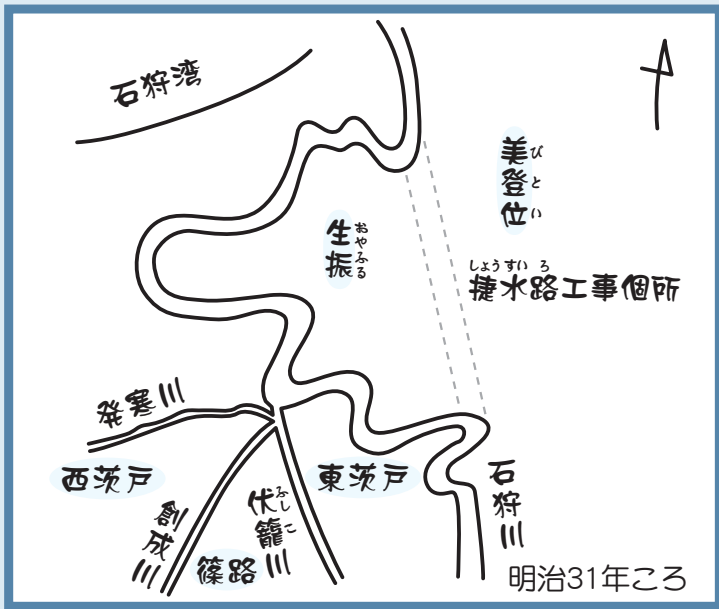 石狩湾
美登位
びとい
生振
おやふる
しょうすいろ
捷水路工事個所
発寒川
西茨戸
東茨戸
石狩川
創成川
伏籠川
ふしこ
篠路
明治31年ころ